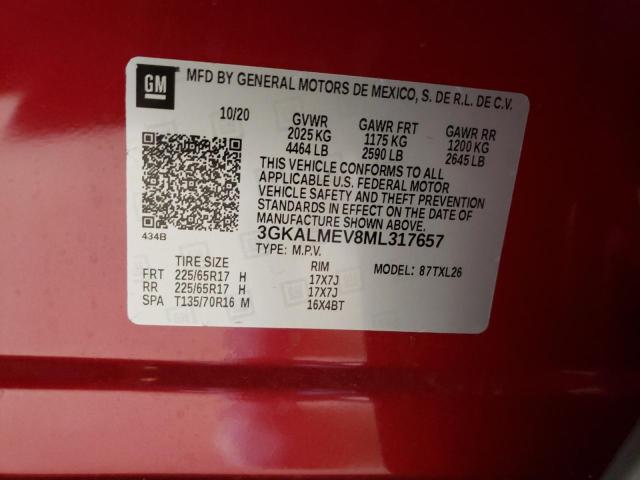 GM
MFD BY GENERAL MOTORS DE MEXICO, S. DE R.L. DE C.V.
10/20 GVWR GAWR FRT GAWR RR
2025 KG 1175 KG 1200 KG
4464 LB 2590 LB 2645 LB
THIS VEHICLE CONFORMS TO ALL
APPLICABLE U.S. FEDERAL MOTOR
VEHICLE SAFETY AND THEFT PREVENTION
STANDARDS IN EFFECT ON THE DATE OF
MANUFACTURE SHOWN ABOVE.
3GKALMEV8ML317657
434B TYPE: M.P.V.
TIRE SIZE RIM MODEL: 87TXL26
FRT 225/65R17 H 17X7J
RR 225/65R17 H 17X7J
SPA T135/70R16 M 16X4BT